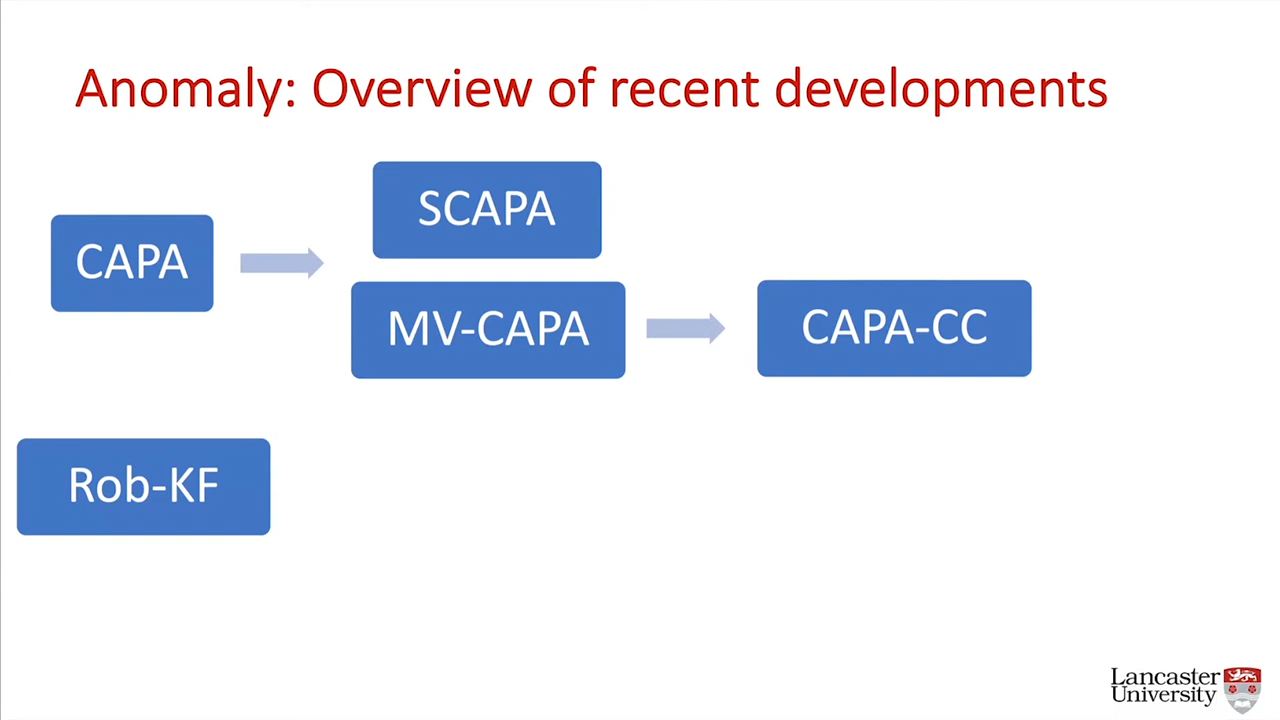 Anomaly: Overview of recent developments
SCAPA
CAPA
MV-CAPA
CAPA-CC
Rob-KF
Lancaster
University